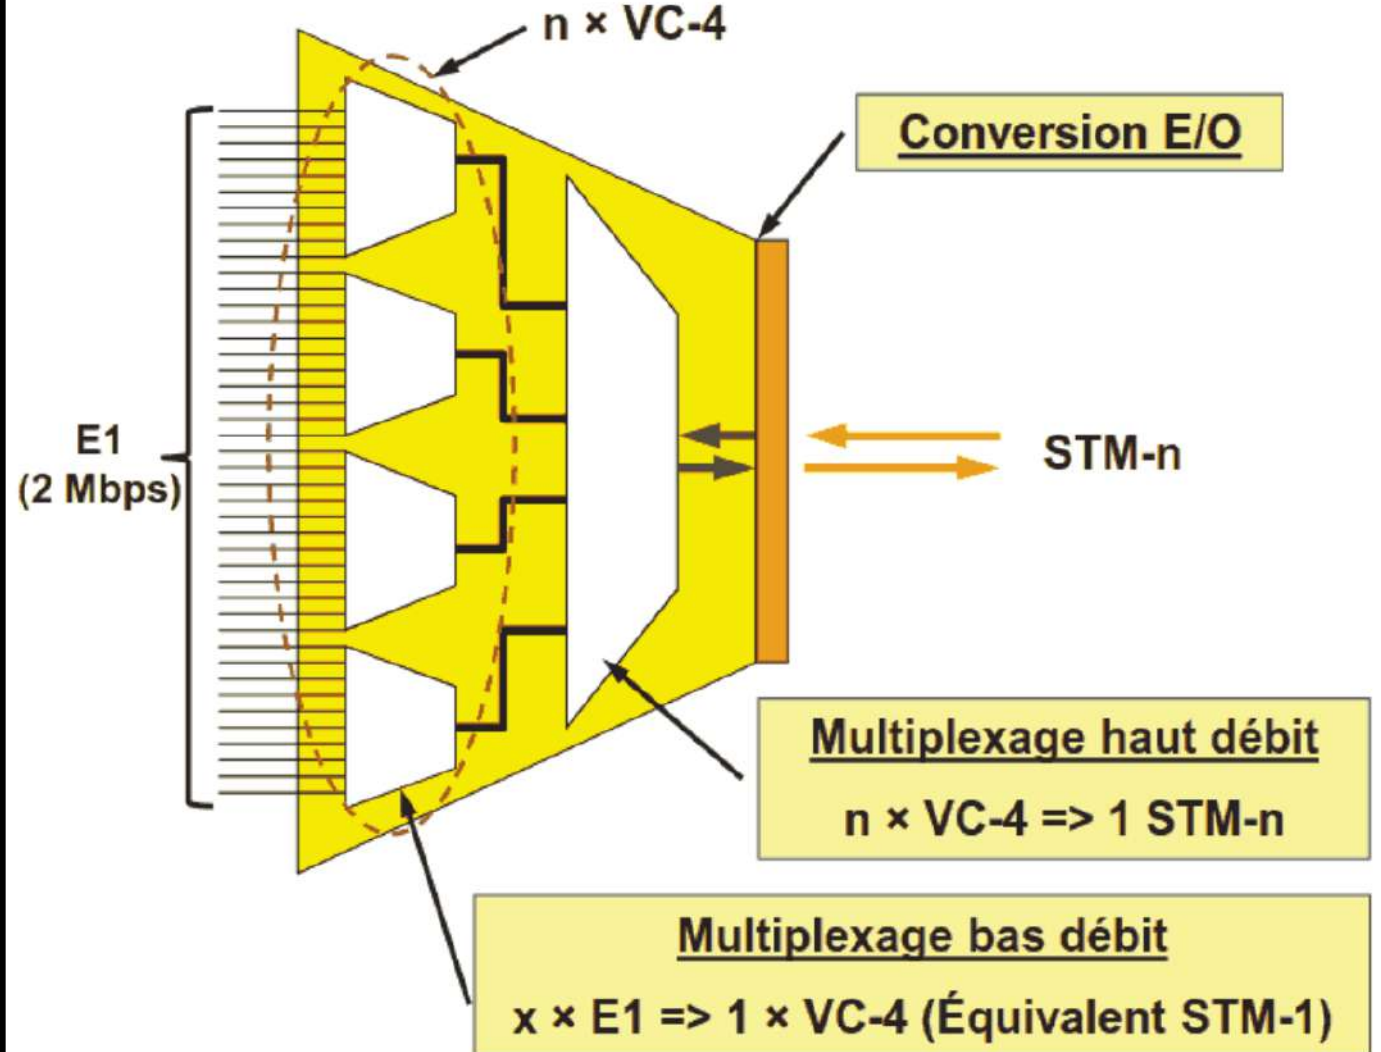 n × VC-4
Conversion E/O
E1
(2 Mbps)
STM-n
Multiplexage haut débit
n × VC-4 => 1 STM-n
Multiplexage bas débit
x × E1 => 1 × VC-4 (Équivalent STM-1)